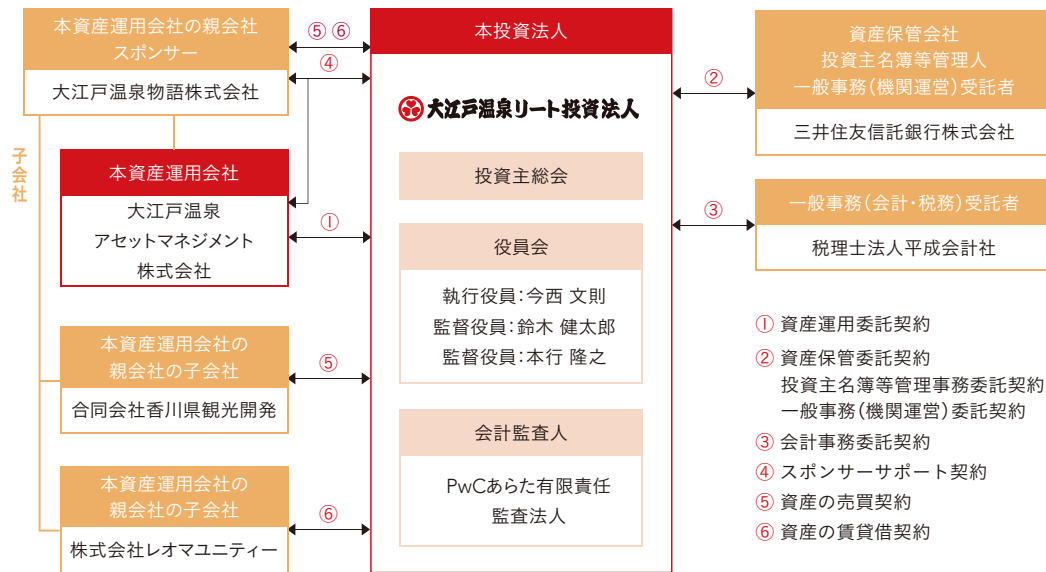 本資産運用会社の親会社
スポンサー
大江戸温泉物語株式会社
子会社
本資産運用会社
大江戸温泉
アセットマネジメント
株式会社
本資産運用会社の
親会社の子会社
合同会社香川県観光開発
本資産運用会社の
親会社の子会社
株式会社レオマユニティー
⑤ ⑥
④
①
⑤
⑥
本投資法人
大江戸温泉リート投資法人
投資主総会
役員会
執行役員：今西 文則
監督役員：鈴木 健太郎
監督役員：本行 隆之
会計監査人
PwCあらた有限責任
監査法人
②
③
資産保管会社
投資主名簿等管理人
一般事務（機関運営）受託者
三井住友信託銀行株式会社
一般事務（会計・税務）受託者
税理士法人平成会計社
① 資産運用委託契約
② 資産保管委託契約
投資主名簿等管理事務委託契約
一般事務（機関運営）委託契約
③ 会計事務委託契約
④ スポンサーサポート契約
⑤ 資産の売買契約
⑥ 資産の賃貸借契約